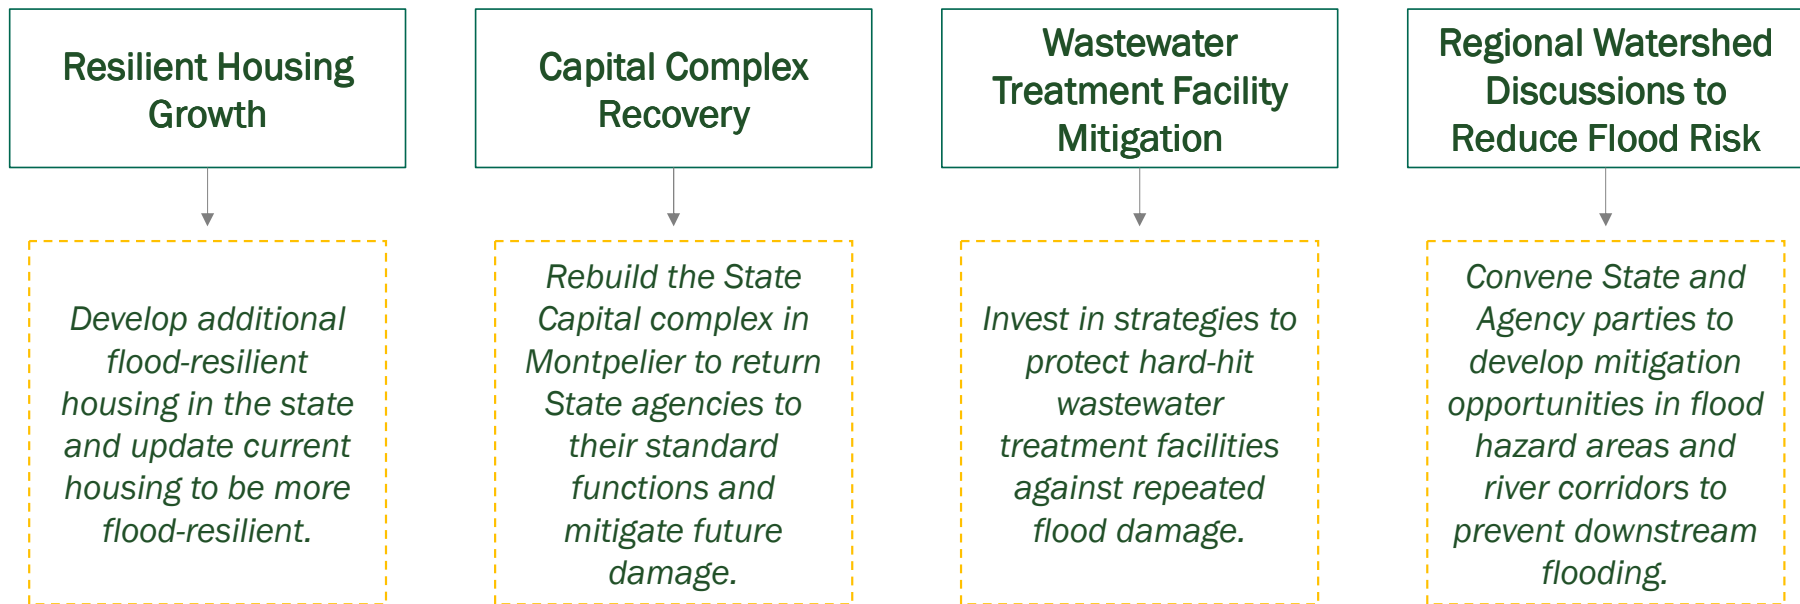 Resilient Housing
Growth
Capital Complex
Recovery
Wastewater
Treatment Facility
Mitigation
Regional Watershed
Discussions to
Reduce Flood Risk
Develop additional
flood-resilient
housing in the state
and update current
housing to be more
flood-resilient.
Rebuild the State
Capital complex in
Montpelier to return
State agencies to
their standard
functions and
mitigate future
damage.
Invest in strategies to
protect hard-hit
wastewater
treatment facilities
against repeated
flood damage.
Convene State and
Agency parties to
develop mitigation
opportunities in flood
hazard areas and
river corridors to
prevent downstream
flooding.